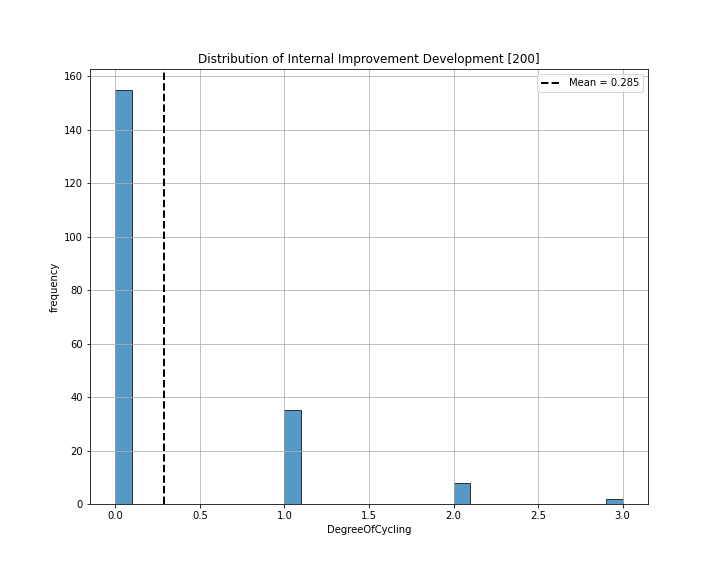 Distribution of Internal Improvement Development [200]
Mean = 0.285
160
140
120
100
80
60
40
20
0
frequency
0.0 0.5 1.0 1.5 2.0 2.5 3.0
DegreeOfCycling